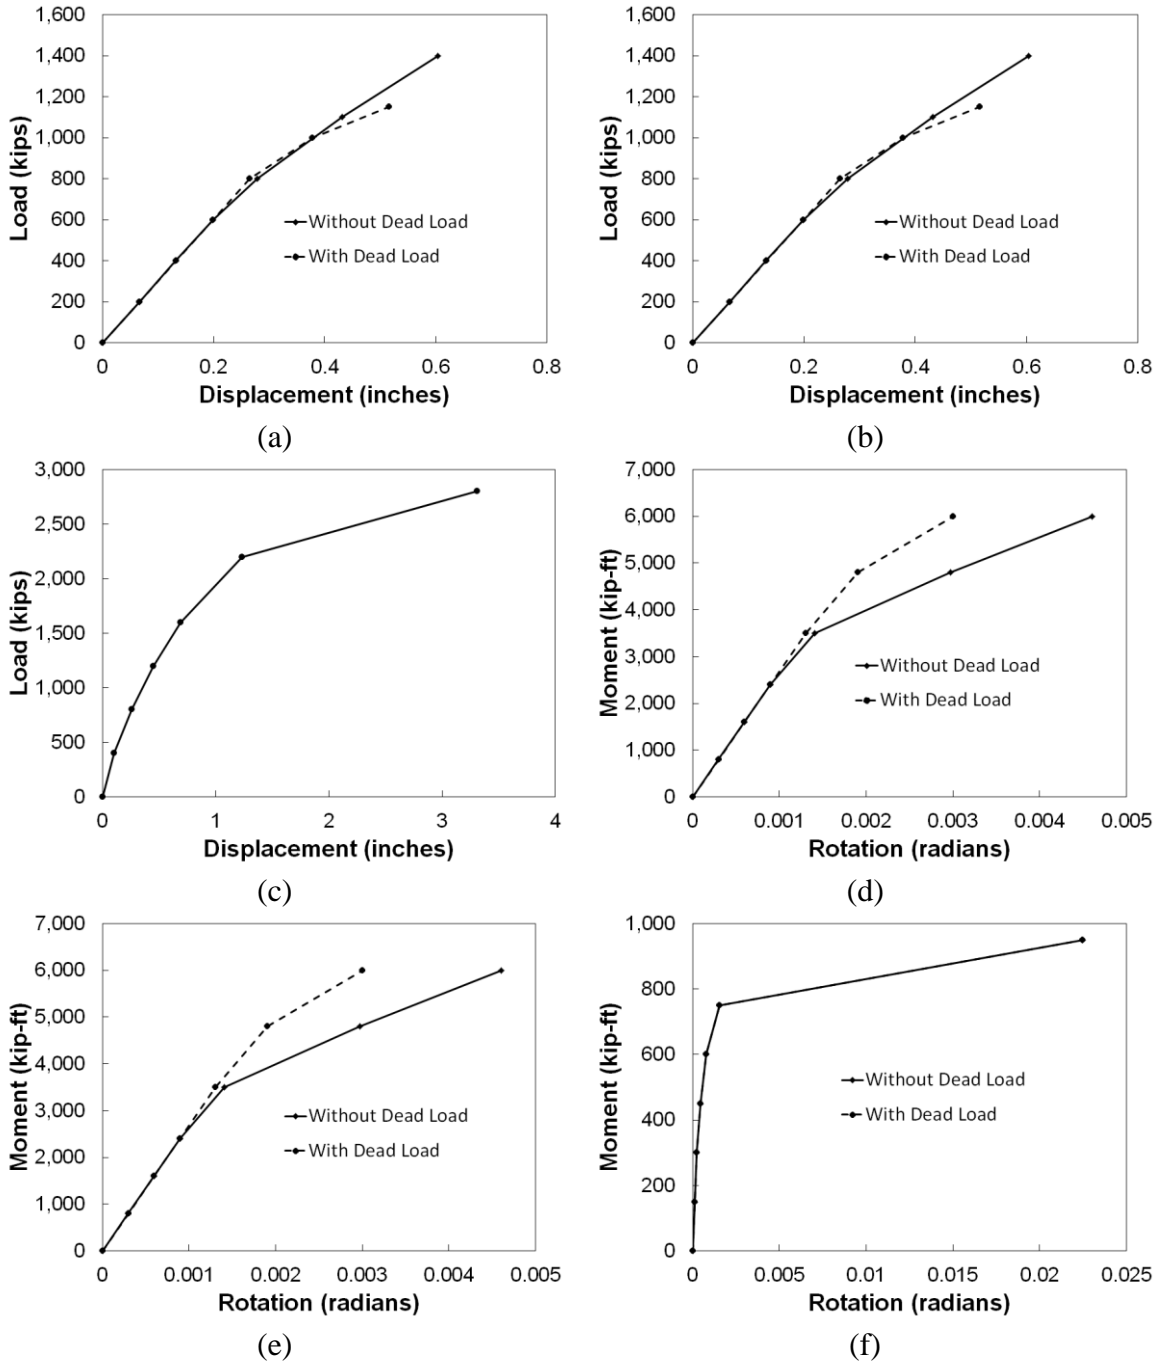 1,600
1,400
1,200
1,000
800
600
400
200
0
Load (kips)
Without Dead Load
With Dead Load
0 0.2 0.4 0.6 0.8
Displacement (inches)
(a)
1,600
1,400
1,200
1,000
800
600
400
200
0
Load (kips)
Without Dead Load
With Dead Load
0 0.2 0.4 0.6 0.8
Displacement (inches)
(b)
3,000
2,500
2,000
1,500
1,000
500
0
Load (kips)
0 1 2 3 4
Displacement (inches)
(c)
7,000
6,000
5,000
4,000
3,000
2,000
1,000
0
Moment (kip-ft)
Without Dead Load
With Dead Load
0 0.001 0.002 0.003 0.004 0.005
Rotation (radians)
(d)
7,000
6,000
5,000
4,000
3,000
2,000
1,000
0
Moment (kip-ft)
Without Dead Load
With Dead Load
0 0.001 0.002 0.003 0.004 0.005
Rotation (radians)
(e)
1,000
800
600
400
200
0
Moment (kip-ft)
Without Dead Load
With Dead Load
0 0.005 0.01 0.015 0.02 0.025
Rotation (radians)
(f)